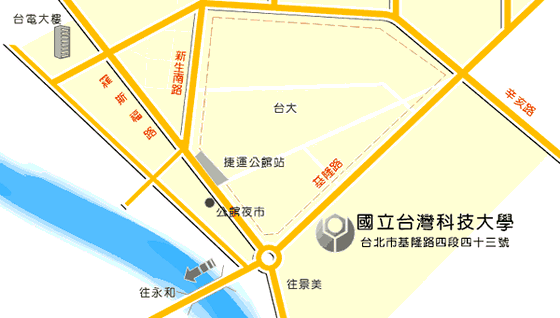 台電大樓
新生南路
羅斯福路
台大
辛亥路
捷運公館站
基隆路
公館夜市
國立台灣科技大學
台北市基隆路四段四十三號
往永和
往景美